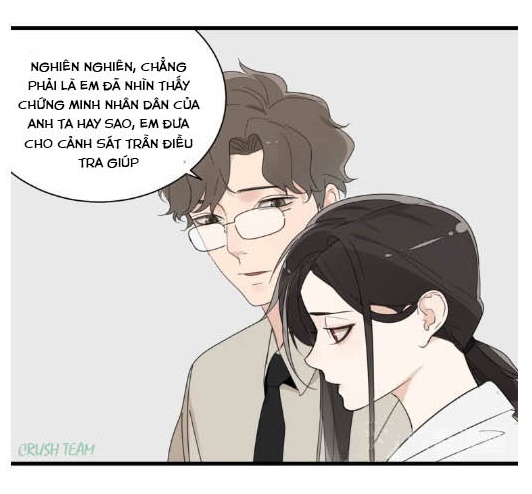 NGHIÊN NGHIÊN, CHẲNG
PHẢI LÀ EM ĐÃ NHÌN THẤY
CHỨNG MINH NHÂN DÂN CỦA
ANH TA HAY SAO, EM ĐƯA
CHO CẢNH SÁT TRẦN ĐIỀU
TRA GIÚP
CRUSH TEAM